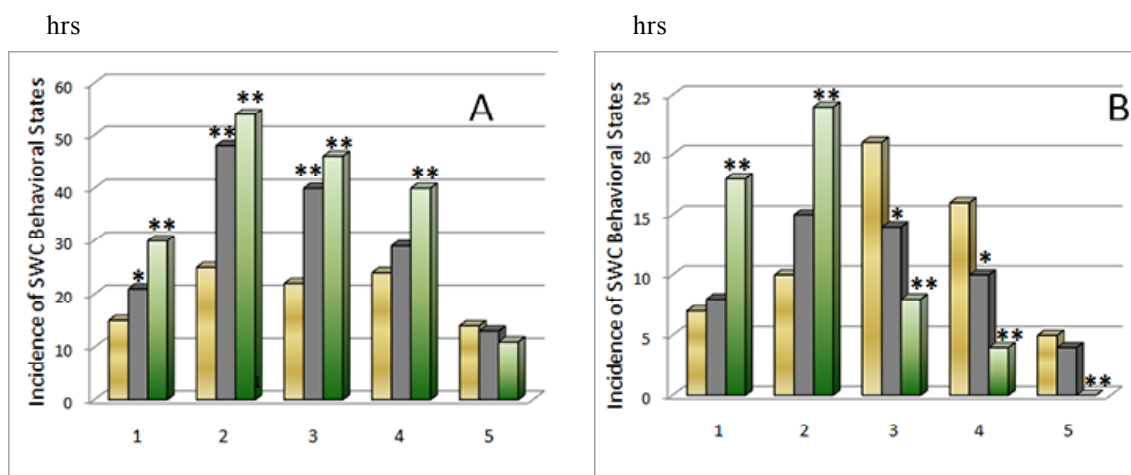 hrs
hrs
A
Incidence of SWC Behavioral States
60
50
40
30
20
10
0
* ** ** ** ** ** **
1
1 2 3 4 5
B
Incidence of SWC Behavioral States
25
20
15
10
5
0
** ** * ** * ** **
1 2 3 4 5